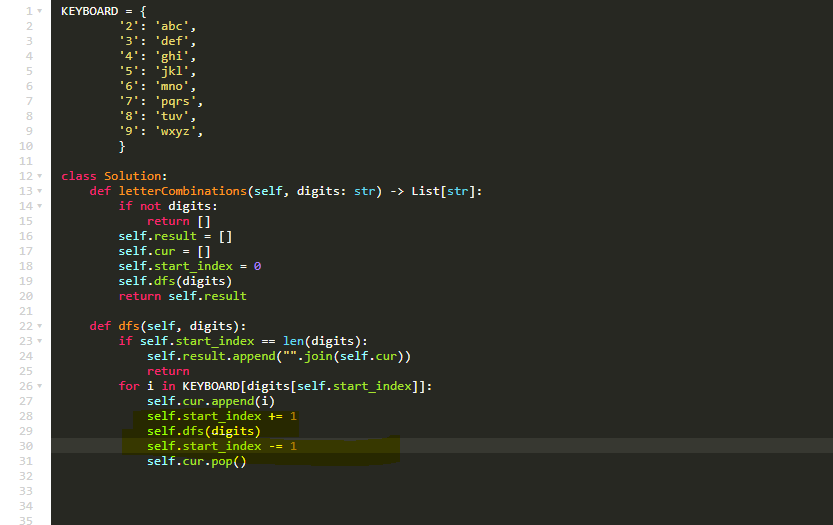 1 KEYBOARD = {
2         '2': 'abc',
3         '3': 'def',
4         '4': 'ghi',
5         '5': 'jkl',
6         '6': 'mno',
7         '7': 'pqrs',
8         '8': 'tuv',
9         '9': 'wxyz',
10         }
11
12 class Solution:
13     def letterCombinations(self, digits: str) -> List[str]:
14         if not digits:
15             return []
16         self.result = []
17         self.cur = []
18         self.start_index = 0
19         self.dfs(digits)
20         return self.result
21
22     def dfs(self, digits):
23         if self.start_index == len(digits):
24             self.result.append("".join(self.cur))
25             return
26         for i in KEYBOARD[digits[self.start_index]]:
27             self.cur.append(i)
28             self.start_index += 1
29             self.dfs(digits)
30             self.start_index -= 1
31             self.cur.pop()
32
33
34
35